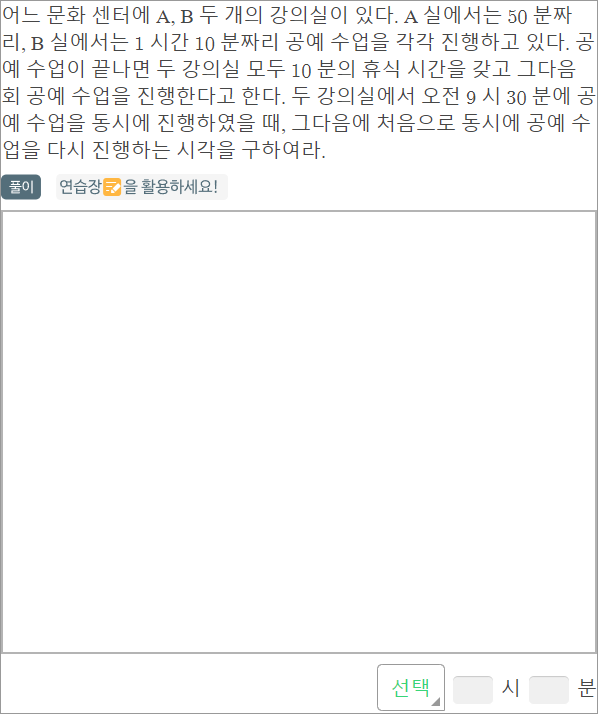 어느 문화 센터에 A, B 두 개의 강의실이 있다. A 실에서는 50 분짜
리, B 실에서는 1 시간 10 분짜리 공예 수업을 각각 진행하고 있다. 공
예 수업이 끝나면 두 강의실 모두 10 분의 휴식 시간을 갖고 그다음
회 공예 수업을 진행한다고 한다. 두 강의실에서 오전 9 시 30 분에 공
예 수업을 동시에 진행하였을 때, 그다음에 처음으로 동시에 공예 수
업을 다시 진행하는 시각을 구하여라.
풀이 연습장을 활용하세요!
선택 시 분